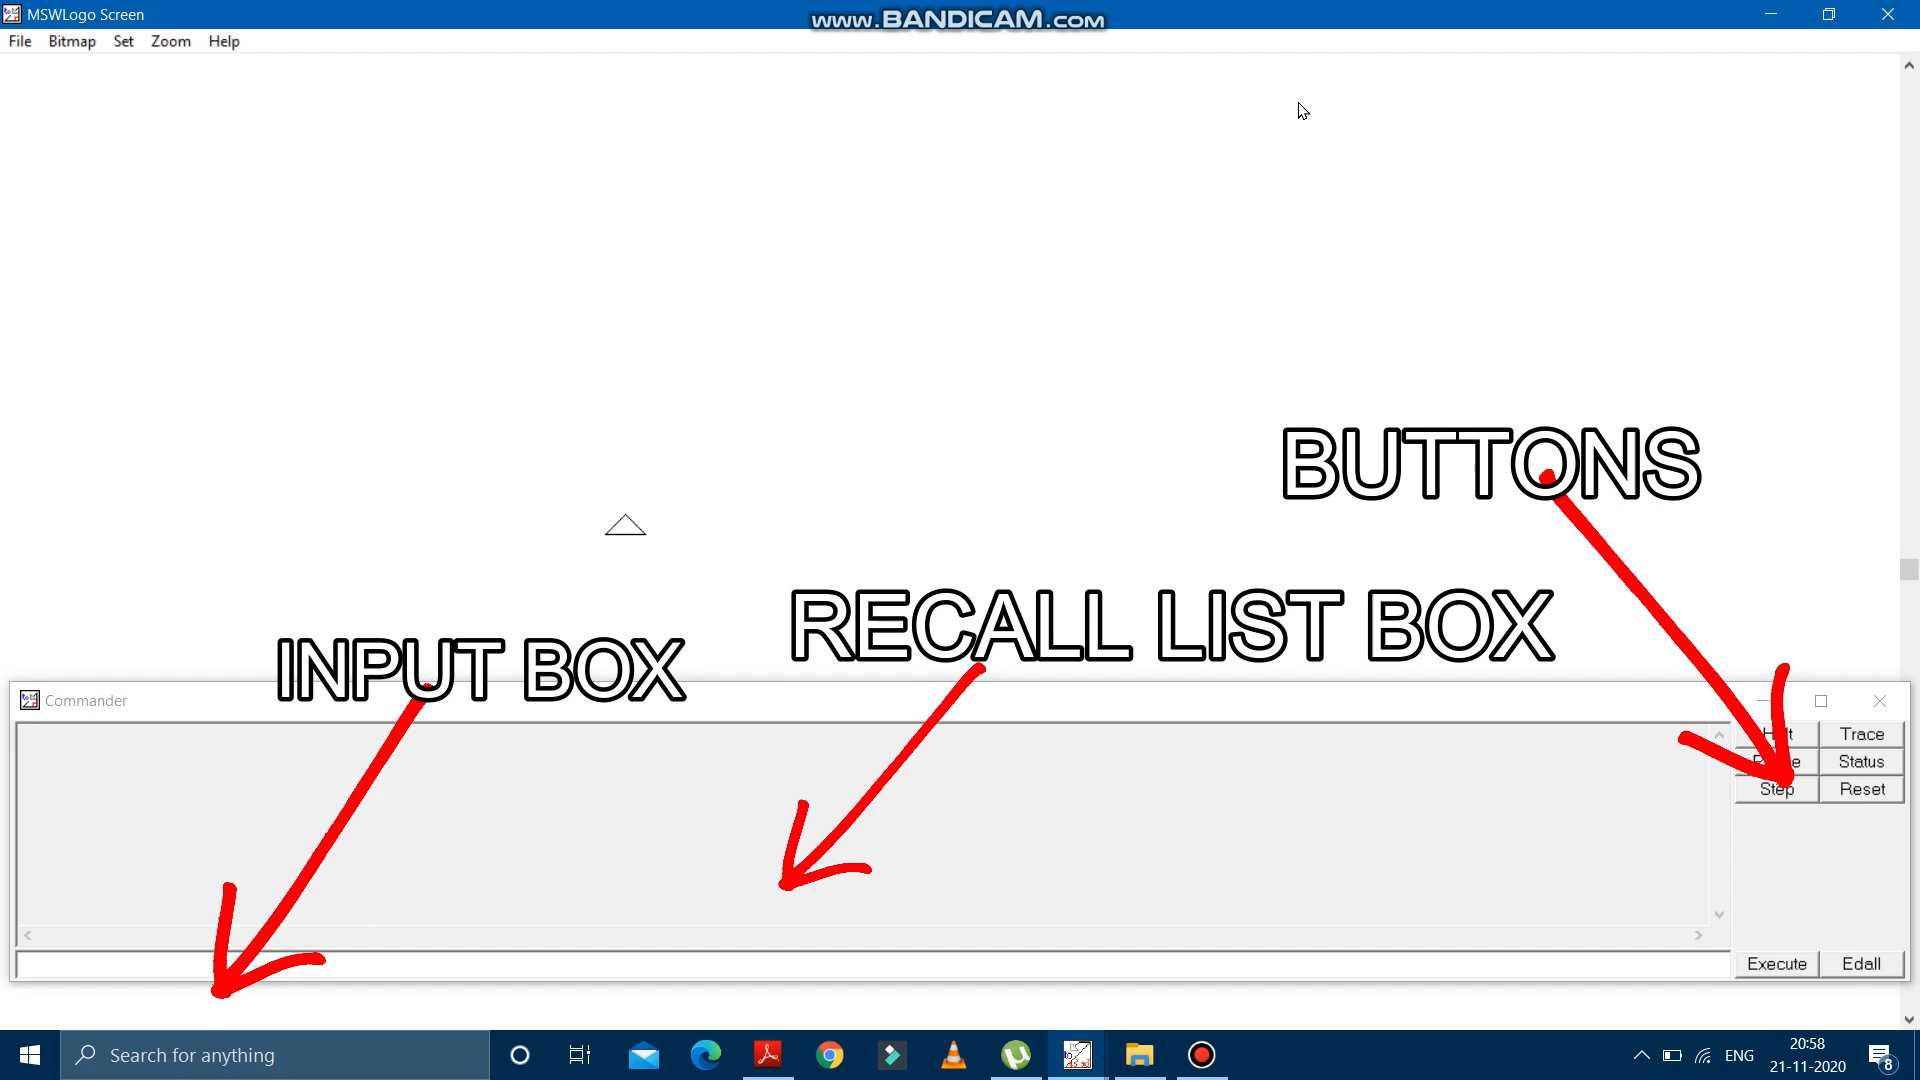 MSWLogo Screen
www.BANDICAM.com
File Bitmap Set Zoom Help
BUTTONS
RECALL LIST BOX
INPUT BOX
Commander
Trace
Status
Step Reset
Execute Edall
Search for anything
ENG
20:58
21-11-2020
8